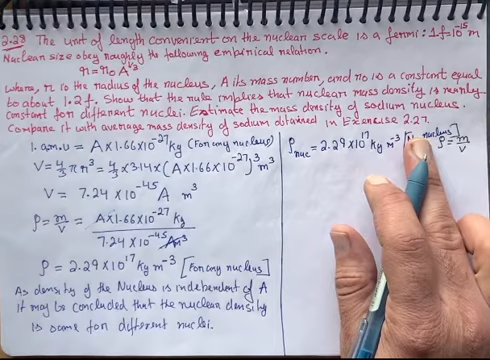 2.28 The unit of length convenient on the nuclear scale is a fermi: 1f=10⁻¹⁵ m
Nuclear size obey roughly the following empirical relation.
r=r₀A^1/3
where, r is the radius of the nucleus, A its mass number, and r₀ is a constant equal
to about 1.2f. Show that the rule implies that nuclear mass density is nearly
constant for different nuclei. Estimate the mass density of sodium nucleus.
Compare it with average mass density of sodium obtained in Exercise 2.27.
1.am.u = A×1.66×10⁻²⁷ kg (For any nucleus)
V=4/3 π r³ = 4/3 ×3.14×(A×1.66×10⁻²⁷)³ m³
V = 7.24×10⁻⁴⁵ A m³
ρ=m/V = A×1.66×10⁻²⁷ kg / 7.24×10⁻⁴⁵ A m³
ρ = 2.29×10¹⁷ kg m⁻³ [For any nucleus]
As density of the Nucleus is independent of A
it may be concluded that the nuclear density
is same for different nuclei.
ρnuc = 2.29×10¹⁷ kg m⁻³ nucleus] ρ=m/V